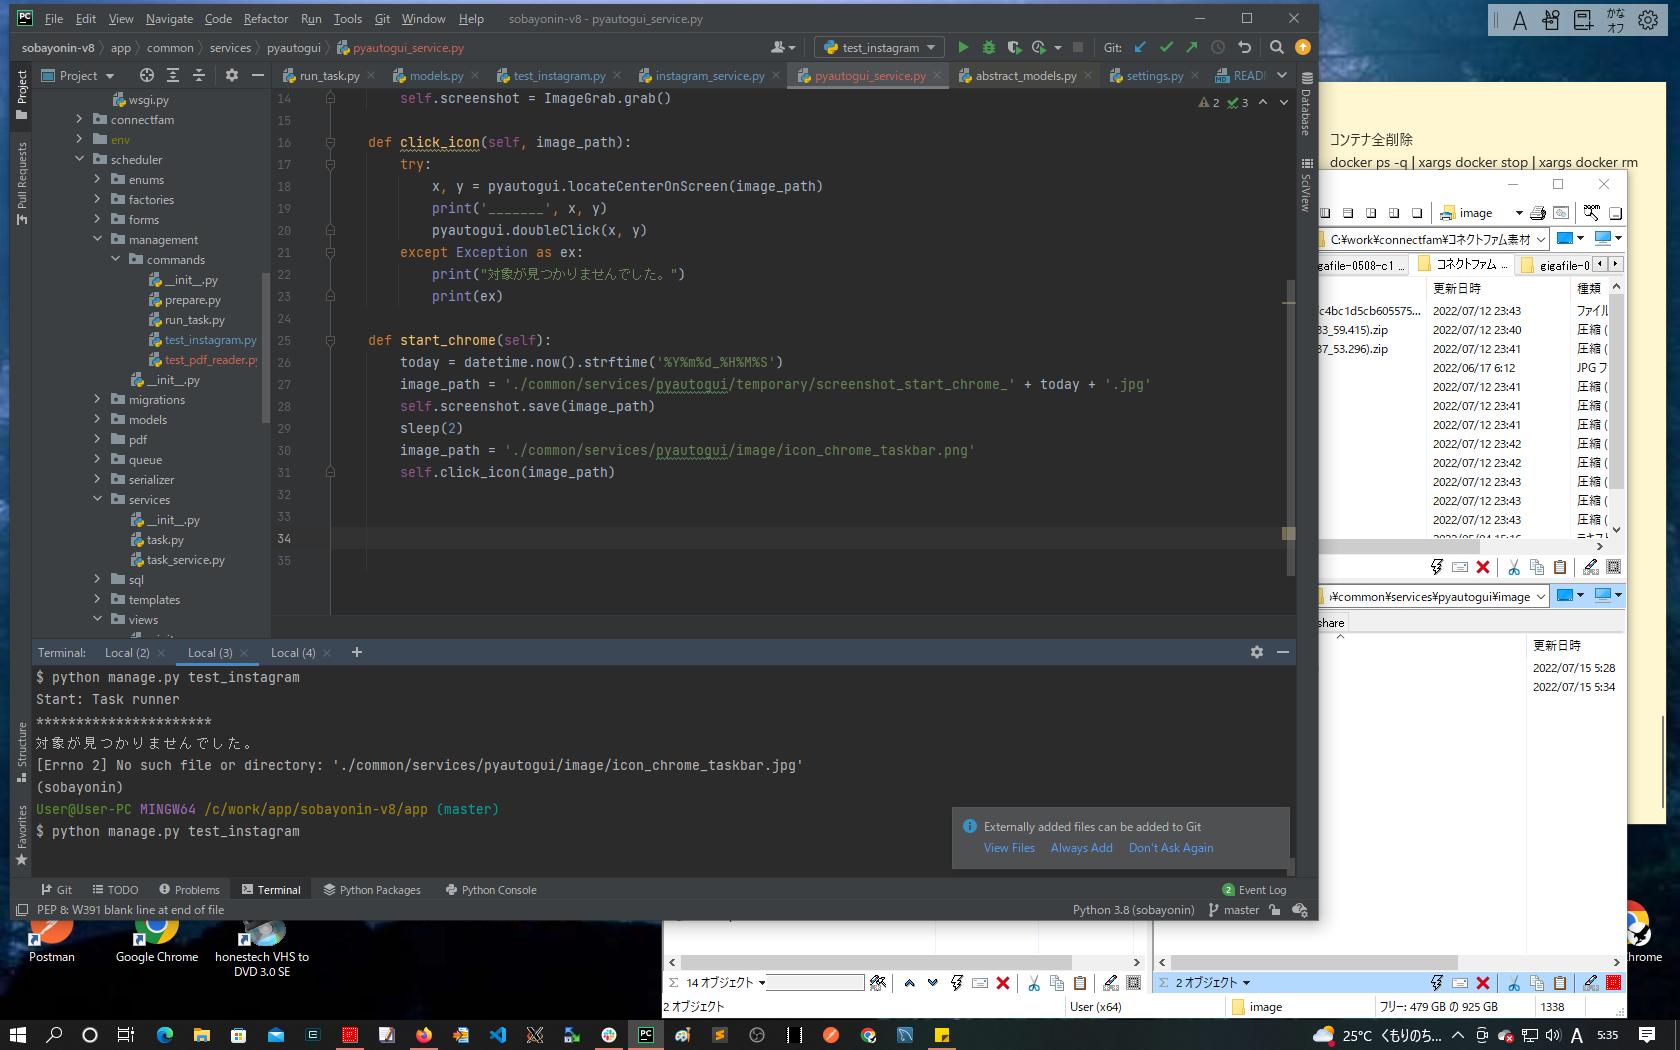 File Edit View Navigate Code Refactor Run Tools Git Window Help sobayonin-v8 - pyautogui_service.py
sobayonin-v8 app common services pyautogui pyautogui_service.py test_instagram Git:
Project run_task.py models.py test_instagram.py instagram_service.py pyautogui_service.py abstract_models.py settings.py READ
Project
Pull Requests
Structure
Favorites
Database
SciView
wsgi.py
connectfam
env
scheduler
enums
factories
forms
management
commands
__init__.py
prepare.py
run_task.py
test_instagram.py
test_pdf_reader.py
__init__.py
migrations
models
pdf
queue
serializer
services
__init__.py
task.py
task_service.py
sql
templates
views
2 3
14 self.screenshot = ImageGrab.grab()
15
16 def click_icon(self, image_path):
17 try:
18 x, y = pyautogui.locateCenterOnScreen(image_path)
19 print('_______', x, y)
20 pyautogui.doubleClick(x, y)
21 except Exception as ex:
22 print("対象が見つかりませんでした。")
23 print(ex)
24
25 def start_chrome(self):
26 today = datetime.now().strftime('%Y%m%d_%H%M%S')
27 image_path = './common/services/pyautogui/temporary/screenshot_start_chrome_' + today + '.jpg'
28 self.screenshot.save(image_path)
29 sleep(2)
30 image_path = './common/services/pyautogui/image/icon_chrome_taskbar.png'
31 self.click_icon(image_path)
32
33
34
35
Terminal: Local (2) Local (3) Local (4) +
$ python manage.py test_instagram
Start: Task runner
**********************
対象が見つかりませんでした。
[Errno 2] No such file or directory: './common/services/pyautogui/image/icon_chrome_taskbar.jpg'
(sobayonin)
User@User-PC MINGW64 /c/work/app/sobayonin-v8/app (master)
$ python manage.py test_instagram
Externally added files can be added to Git
View Files Always Add Don't Ask Again
Git TODO Problems Terminal Python Packages Python Console 2 Event Log
PEP 8: W391 blank line at end of file Python 3.8 (sobayonin) master
A かな
オフ
コンテナ全削除
docker ps -q | xargs docker stop | xargs docker rm
image
C:¥work¥connectfam¥コネクトファム素材
gafile-0508-c1 ... コネクトファム ... gigafile-0
更新日時 種類
fc4bc1d5cb605575... 2022/07/12 23:43 ファイル
33_59.415).zip 2022/07/12 23:40 圧縮 (
37_53.296).zip 2022/07/12 23:41 圧縮 (
2022/06/17 6:12 JPG フ
2022/07/12 23:41 圧縮 (
2022/07/12 23:41 圧縮 (
2022/07/12 23:41 圧縮 (
2022/07/12 23:42 圧縮 (
2022/07/12 23:42 圧縮 (
2022/07/12 23:43 圧縮 (
2022/07/12 23:43 圧縮 (
2022/07/12 23:43 圧縮 (
¥common¥services¥pyautogui¥image
share
更新日時
2022/07/15 5:28
2022/07/15 5:34
Postman
Google Chrome
honestech VHS to
DVD 3.0 SE
hrome
14 オブジェクト 2 オブジェクト
2 オブジェクト User (x64) image フリー: 479 GB の 925 GB 1338
25°C くもりのち... A 5:35